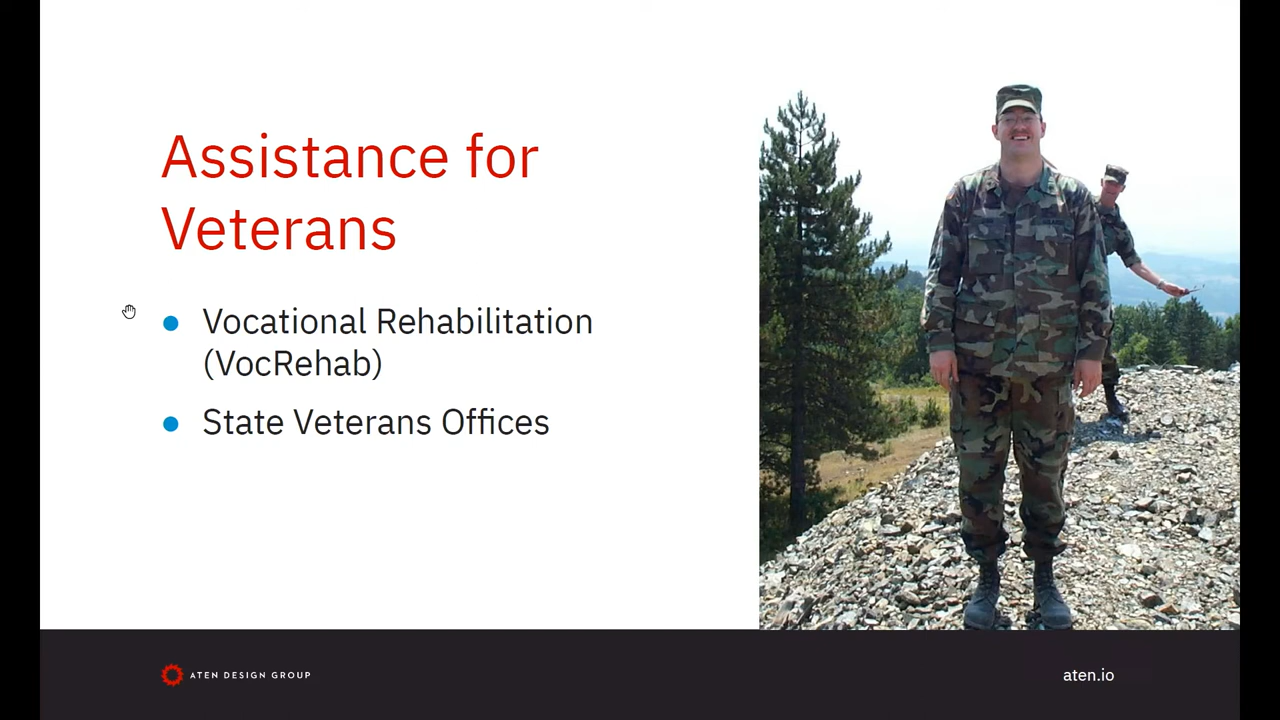 Assistance for
Veterans
Vocational Rehabilitation
(VocRehab)
State Veterans Offices
ATEN DESIGN GROUP
aten.io